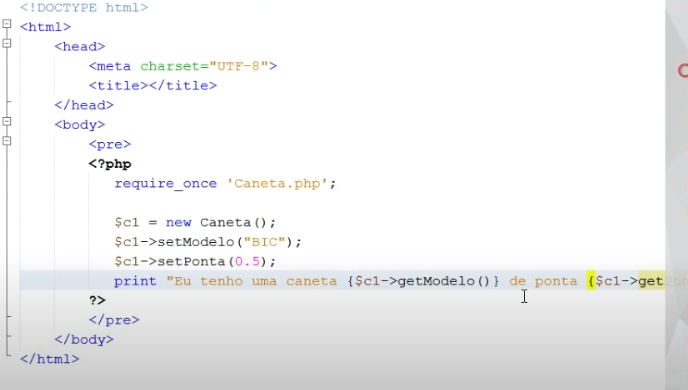 <!DOCTYPE html>
<html>
<head>
<meta charset="UTF-8">
<title></title>
</head>
<body>
<pre>
<?php
require_once 'Caneta.php';
$c1 = new Caneta();
$c1->setModelo("BIC");
$c1->setPonta(0.5);
print "Eu tenho uma caneta {$c1->getModelo()} de ponta {$c1->get
?>
</pre>
</body>
</html>